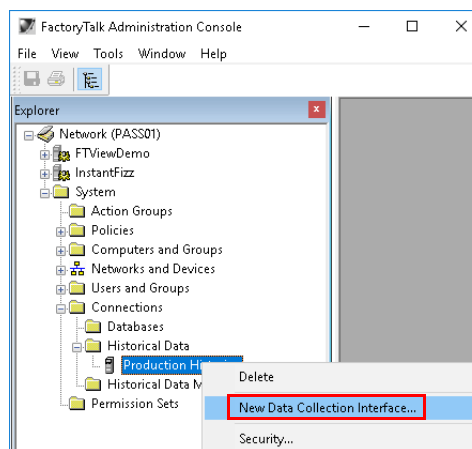 FactoryTalk Administration Console
File View Tools Window Help
Explorer
Network (PASS01)
FTViewDemo
InstantFizz
System
Action Groups
Policies
Computers and Groups
Networks and Devices
Users and Groups
Connections
Databases
Historical Data
Production
Historical Data
Permission Sets
Delete
New Data Collection Interface...
Security...